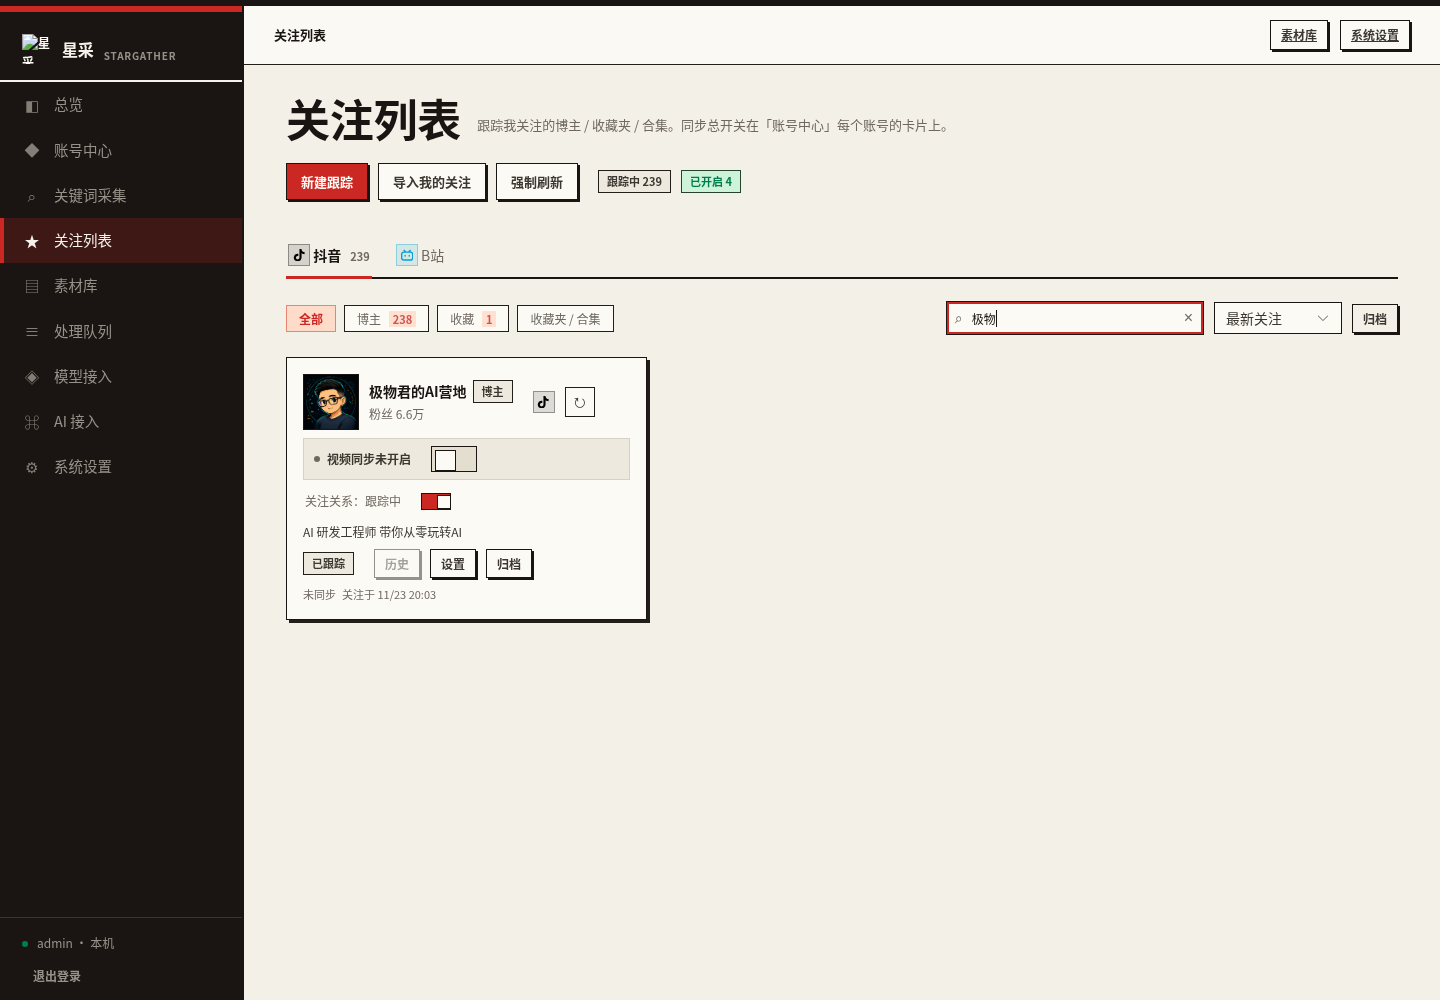 星采
星采 STARGATHER
总览
账号中心
关键词采集
关注列表
素材库
处理队列
模型接入
AI 接入
系统设置
admin · 本机
退出登录
关注列表
素材库
系统设置
关注列表 跟踪我关注的博主 / 收藏夹 / 合集。同步总开关在「账号中心」每个账号的卡片上。
新建跟踪 导入我的关注 强制刷新 跟踪中 239 已开启 4
抖音 239 B站
全部 博主 238 收藏 1 收藏夹 / 合集 极物 × 最新关注 归档
极物君的AI营地 博主
粉丝 6.6万
视频同步未开启
关注关系：跟踪中
AI 研发工程师 带你从零玩转AI
已跟踪 历史 设置 归档
未同步 关注于 11/23 20:03